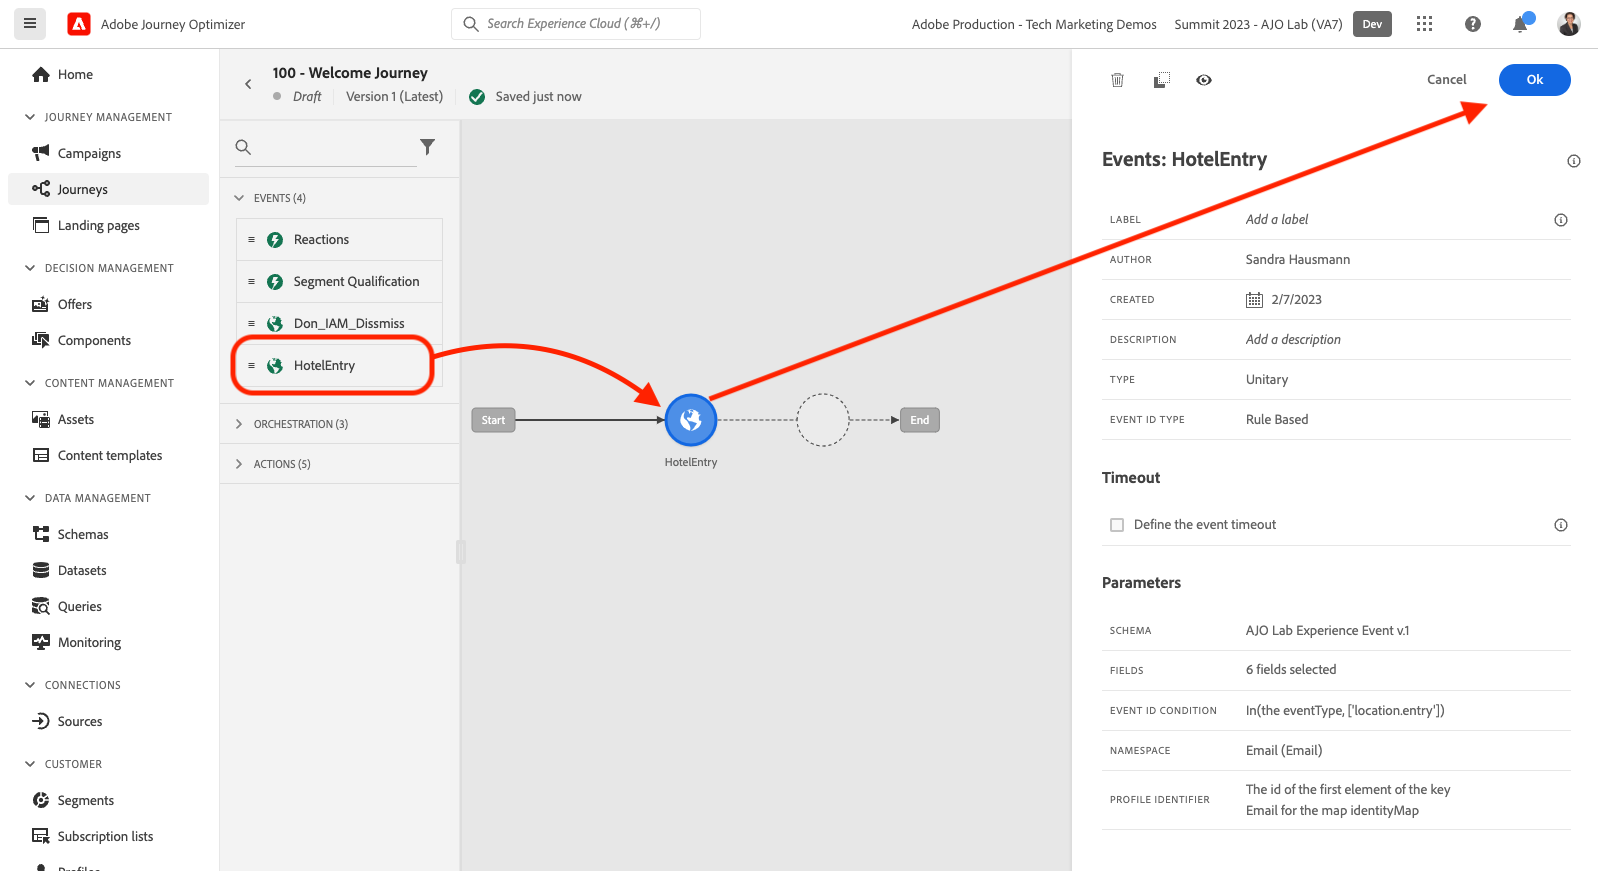 Adobe Journey Optimizer
Search Experience Cloud (⌘+/)
Adobe Production - Tech Marketing Demos
Summit 2023 - AJO Lab (VA7)
Dev
Home
JOURNEY MANAGEMENT
Campaigns
Journeys
Landing pages
DECISION MANAGEMENT
Offers
Components
CONTENT MANAGEMENT
Assets
Content templates
DATA MANAGEMENT
Schemas
Datasets
Queries
Monitoring
CONNECTIONS
Sources
CUSTOMER
Segments
Subscription lists
Profiles
100 - Welcome Journey
Draft
Version 1 (Latest)
Saved just now
EVENTS (4)
Reactions
Segment Qualification
Don_IAM_Dissmiss
HotelEntry
ORCHESTRATION (3)
ACTIONS (5)
Start
HotelEntry
End
Cancel
Ok
Events: HotelEntry
LABEL Add a label
AUTHOR Sandra Hausmann
CREATED 2/7/2023
DESCRIPTION Add a description
TYPE Unitary
EVENT ID TYPE Rule Based
Timeout
Define the event timeout
Parameters
SCHEMA AJO Lab Experience Event v.1
FIELDS 6 fields selected
EVENT ID CONDITION In(the eventType, ['location.entry'])
NAMESPACE Email (Email)
PROFILE IDENTIFIER The id of the first element of the key
Email for the map identityMap